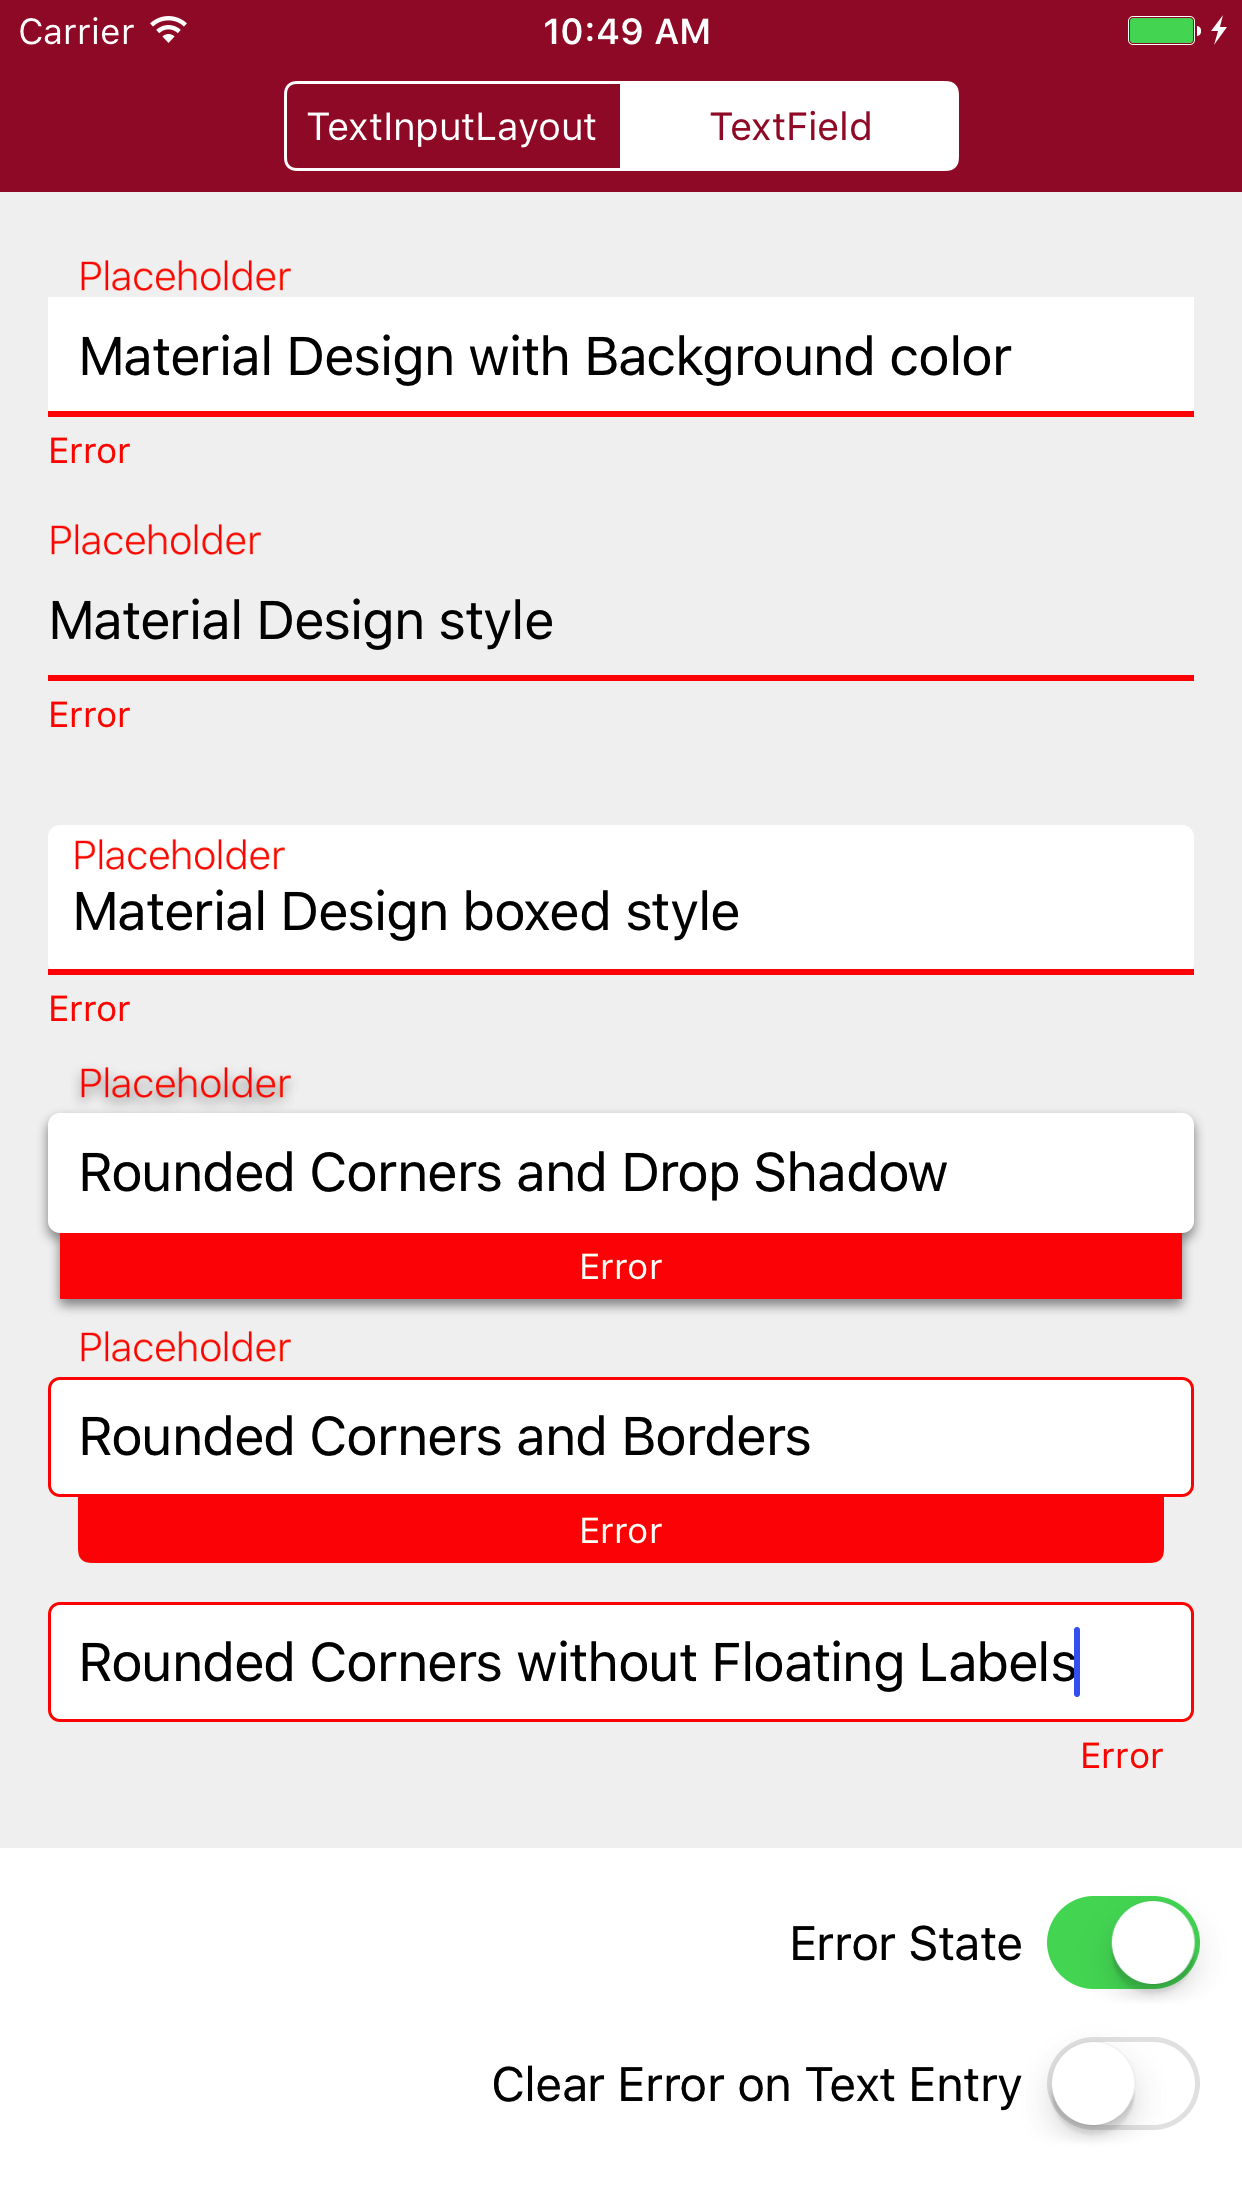 Carrier 10:49 AM
TextInputLayout TextField
Placeholder
Material Design with Background color
Error
Placeholder
Material Design style
Error
Placeholder
Material Design boxed style
Error
Placeholder
Rounded Corners and Drop Shadow
Error
Placeholder
Rounded Corners and Borders
Error
Rounded Corners without Floating Labels
Error
Error State
Clear Error on Text Entry